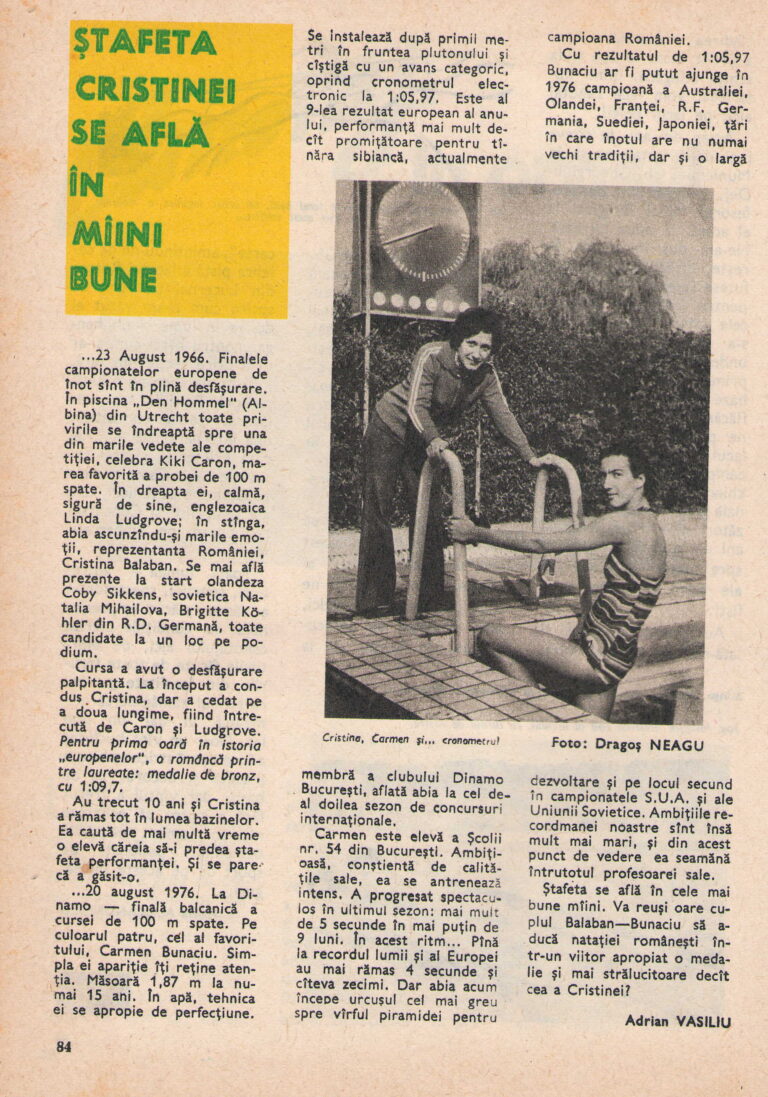 ȘTAFETA
CRISTINEI
SE AFLĂ
ÎN
MÎINI
BUNE
...23 August 1966. Finalele
campionatelor europene de
înot sînt în plină desfășurare.
În piscina „Den Hommel" (Al-
bina) din Utrecht toate pri-
virile se îndreaptă spre una
din marile vedete ale compe-
tiției, celebra Kiki Caron, ma-
rea favorită a probei de 100 m
spate. În dreapta ei, calmă,
sigură de sine, englezoaica
Linda Ludgrove; în stînga,
abia ascunzîndu-și marile emo-
ții, reprezentanta României,
Cristina Balaban. Se mai află
prezente la start olandeza
Coby Sikkens, sovietica Na-
talia Mihailova, Brigitte Kö-
hler din R.D. Germană, toate
candidate la un loc pe po-
dium.
Cursa a avut o desfășurare
palpitantă. La început a con-
dus Cristina, dar a cedat pe
a doua lungime, fiind între-
cută de Caron și Ludgrove.
Pentru prima oară în istoria
„europenelor", o româncă prin-
tre laureate: medalie de bronz,
cu 1:09,7.
Au trecut 10 ani și Cristina
a rămas tot în lumea bazinelor.
Ea caută de mai multă vreme
o elevă căreia să-i predea șta-
feta performanței. Și se pare
că a găsit-o.
...20 august 1976. La Di-
namo — finală balcanică a
cursei de 100 m spate. Pe
culoarul patru, cel al favori-
tului, Carmen Bunaciu. Sim-
pla ei apariție îți reține aten-
ția. Măsoară 1,87 m la nu-
mai 15 ani. În apă, tehnica
ei se apropie de perfecțiune.
Se instalează după primii me-
tri în fruntea plutonului și
cîștigă cu un avans categoric,
oprind cronometrul elec-
tronic la 1:05,97. Este al
9-lea rezultat european al anu-
lui, performanță mai mult de-
cît promițătoare pentru tî-
năra sibiancă, actualmente
Cristina, Carmen și... cronometrul
membră a clubului Dinamo
București, aflată abia la cel de-
al doilea sezon de concursuri
internaționale.
Carmen este elevă a Școlii
nr. 54 din București. Ambiți-
oasă, conștientă de calită-
țile sale, ea se antrenează
intens. A progresat spectacu-
los în ultimul sezon: mai mult
de 5 secunde în mai puțin de
9 luni. În acest ritm... Pînă
la recordul lumii și al Europei
au mai rămas 4 secunde și
cîteva zecimi. Dar abia acum
începe urcușul cel mai greu
spre vîrful piramidei pentru
campioana României.
Cu rezultatul de 1:05,97
Bunaciu ar fi putut ajunge în
1976 campioană a Australiei,
Olandei, Franței, R.F. Ger-
mania, Suediei, Japoniei, țări
în care înotul are nu numai
vechi tradiții, dar și o largă
Foto: Dragoș NEAGU
dezvoltare și pe locul secund
în campionatele S.U.A. și ale
Uniunii Sovietice. Ambițiile re-
cordmanei noastre sînt însă
mult mai mari, și din acest
punct de vedere ea seamănă
întrutotul profesoarei sale.
Ștafeta se află în cele mai
bune mîini. Va reuși oare cu-
plul Balaban—Bunaciu să a-
ducă natației românești în-
tr-un viitor apropiat o meda-
lie și mai strălucitoare decît
cea a Cristinei?
Adrian VASILIU
84